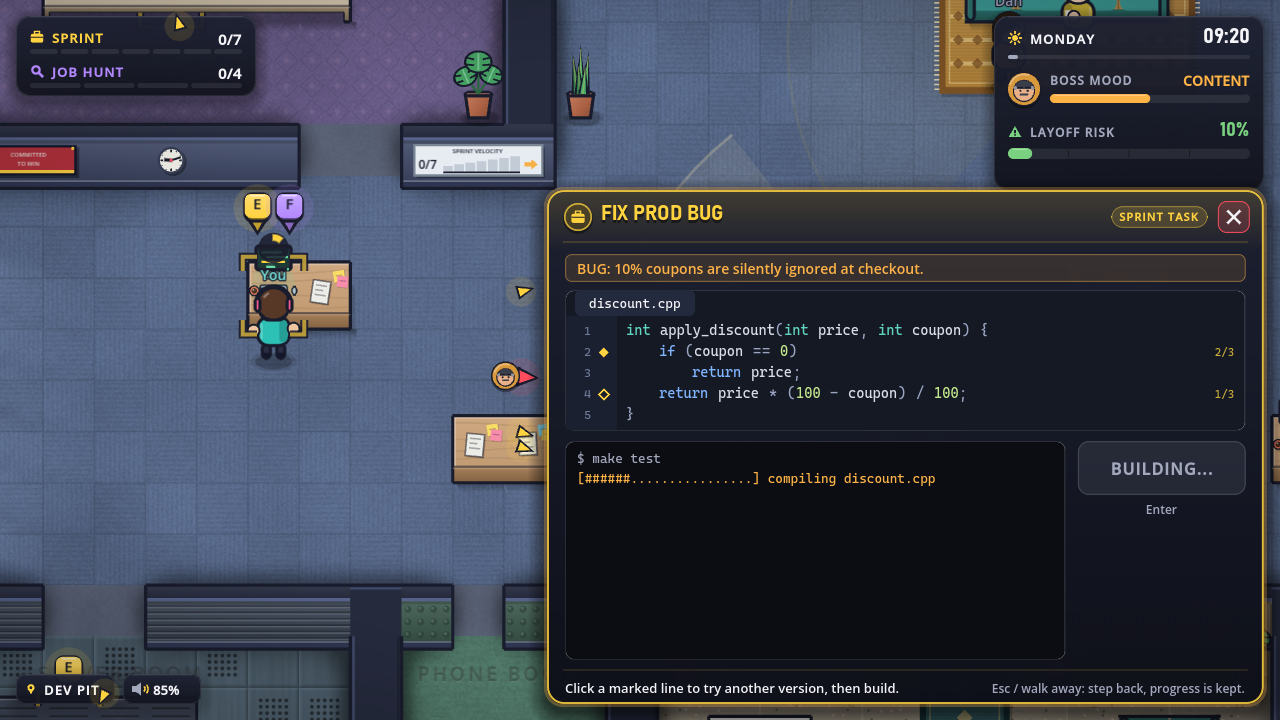 SPRINT 0/7
JOB HUNT 0/4
Dan
MONDAY 09:20
BOSS MOOD CONTENT
LAYOFF RISK 10%
COMMITTED
TO WIN
SPRINT VELOCITY
0/7
E F
You
FIX PROD BUG
SPRINT TASK
BUG: 10% coupons are silently ignored at checkout.
discount.cpp
1 int apply_discount(int price, int coupon) {
2 if (coupon == 0) 2/3
3 return price;
4 return price * (100 - coupon) / 100; 1/3
5 }
$ make test
[######................] compiling discount.cpp
BUILDING...
Enter
Click a marked line to try another version, then build.
Esc / walk away: step back, progress is kept.
E
PHONE BO
DEV PIT
85%